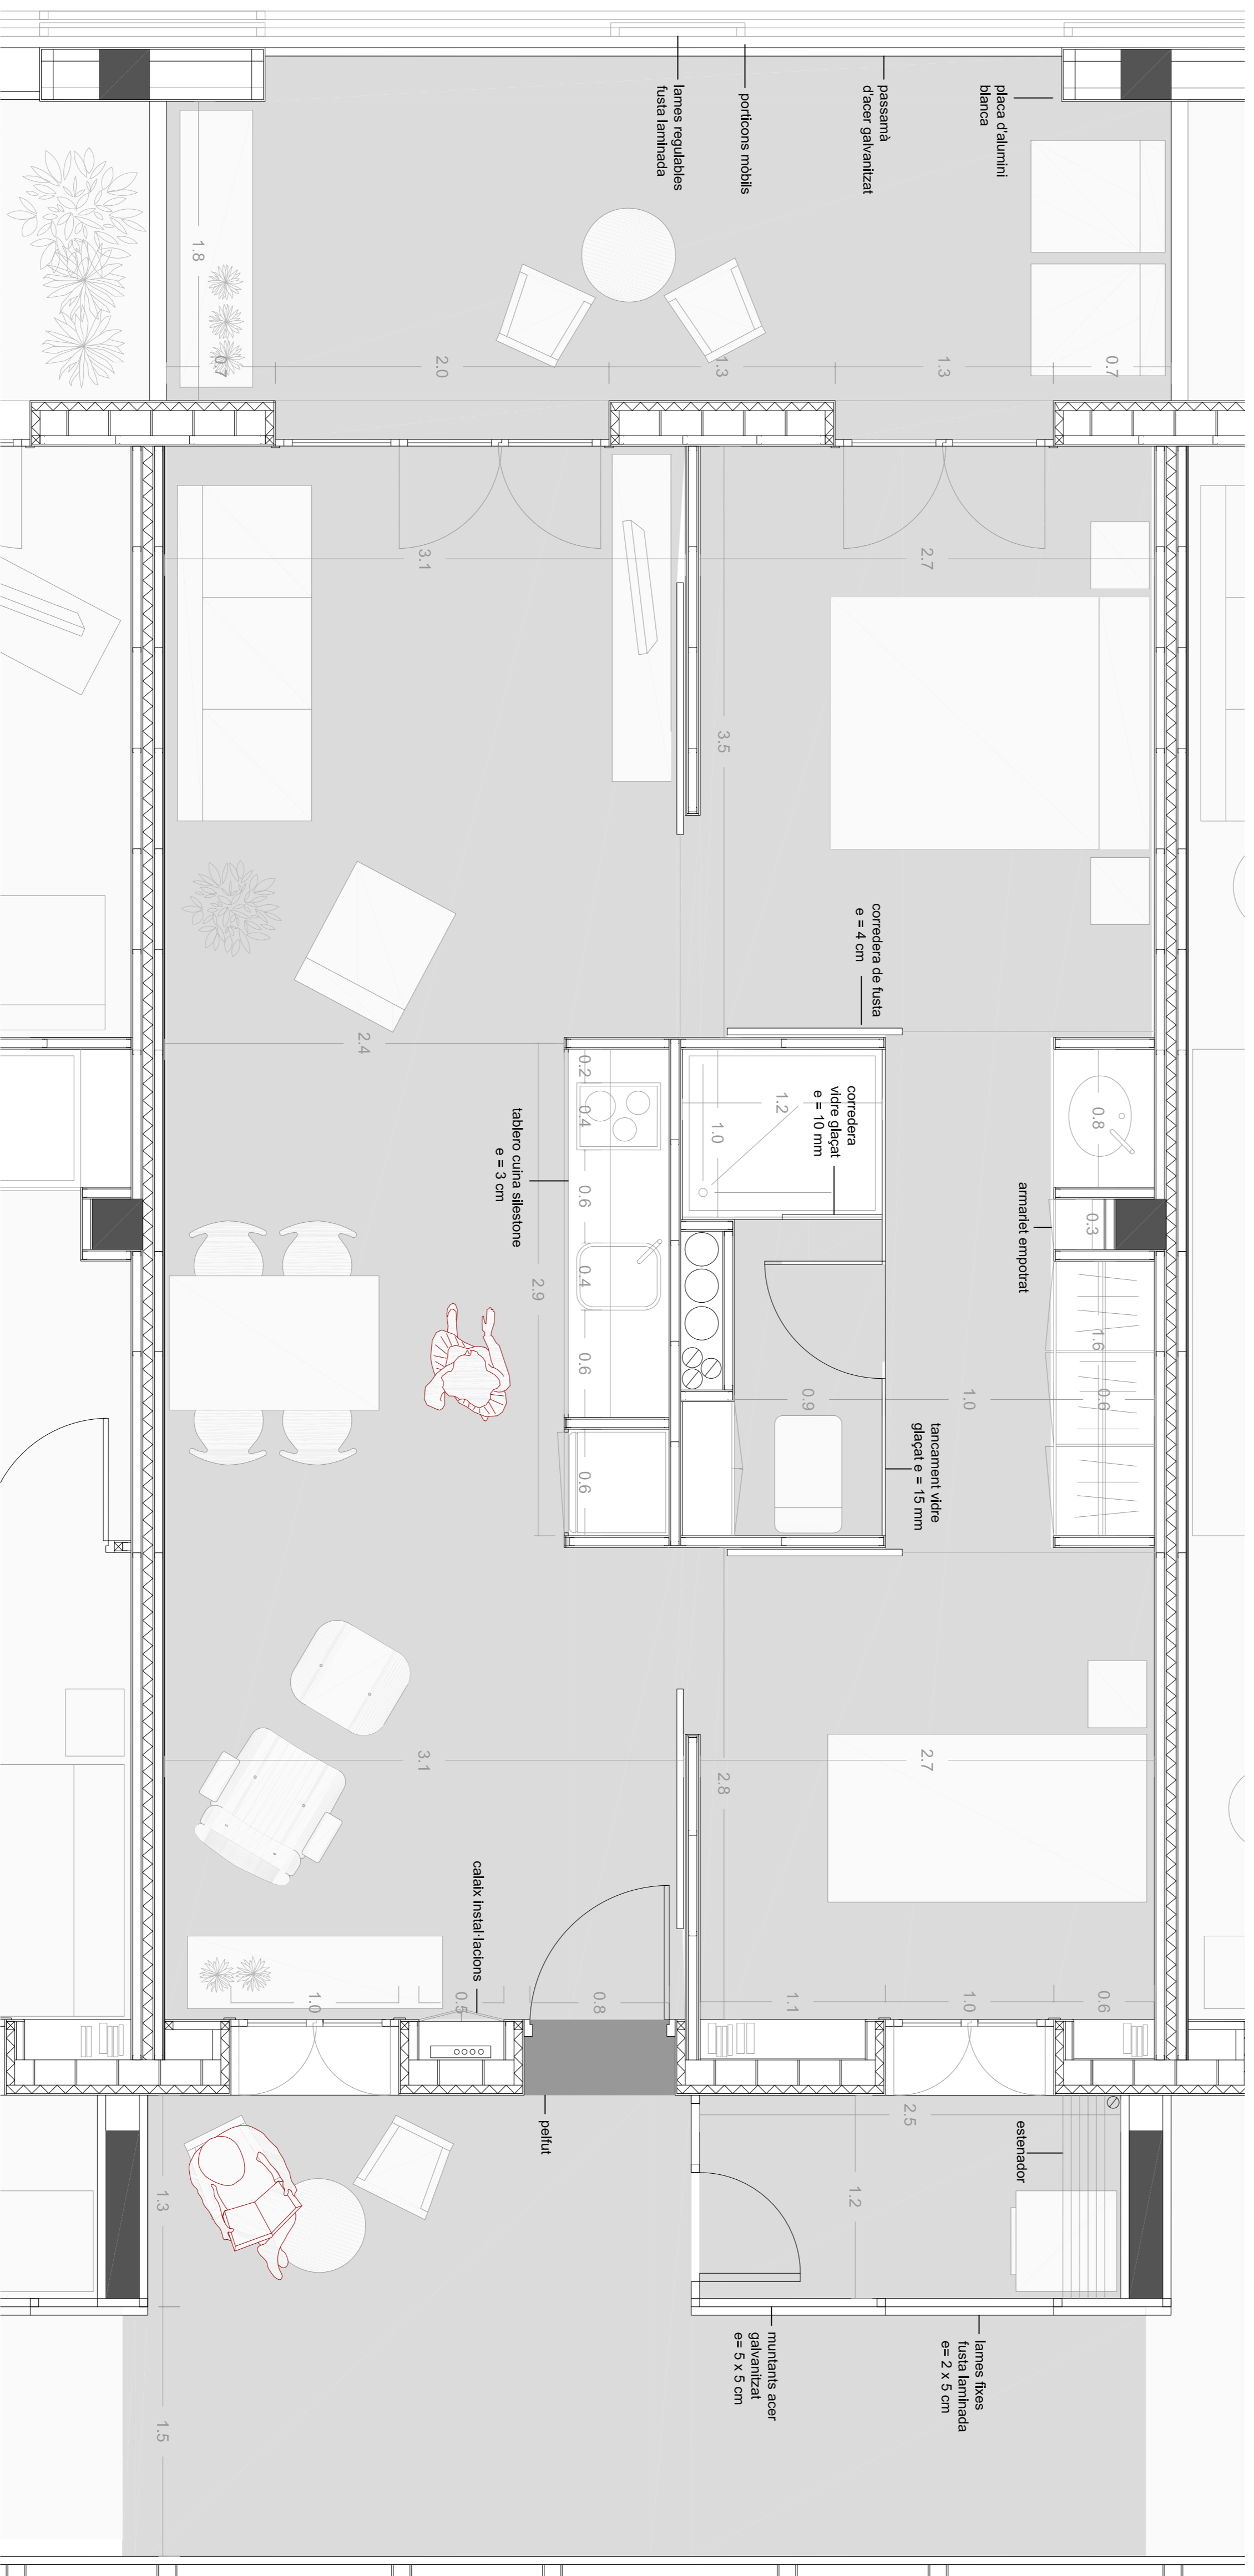 placa d'alumini
blanca
passamà
d'acer galvanitzat
porticons mòbils
lames regulables
fusta laminada
1.8
0.7
2.0
1.3
1.3
0.7
3.1
2.7
3.5
corredera de fusta
e = 4 cm
2.4
0.2
0.4
0.6
0.4
0.6
0.6
2.9
tablero cuina silestone
e = 3 cm
corredera
vidre glaçat
e = 10 mm
1.2
1.0
0.8
0.3
armariet empotrat
1.6
0.6
1.0
0.9
tancament vidre
glaçat e = 15 mm
3.1
2.7
2.8
calaix instal·lacions
1.0
0.5
0.8
1.1
1.0
0.6
pelfut
2.5
estenador
1.2
1.3
muntants acer
galvanitzat
e= 5 x 5 cm
lames fixes
fusta laminada
e= 2 x 5 cm
1.5